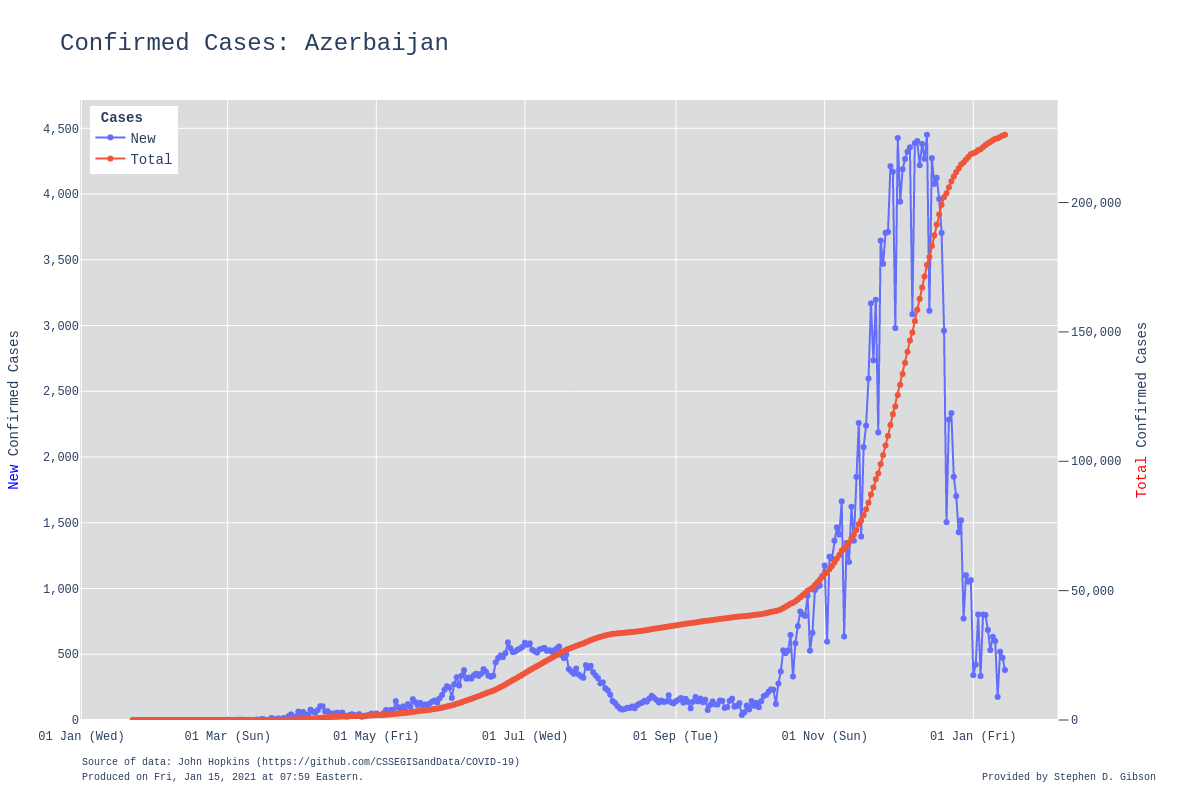 Confirmed Cases: Azerbaijan
Cases
New
Total
4,500
4,000
3,500
3,000
2,500
2,000
1,500
1,000
500
0
New Confirmed Cases
200,000
150,000
100,000
50,000
0
Total Confirmed Cases
01 Jan (Wed)
01 Mar (Sun)
01 May (Fri)
01 Jul (Wed)
01 Sep (Tue)
01 Nov (Sun)
01 Jan (Fri)
Source of data: John Hopkins (https://github.com/CSSEGISandData/COVID-19)
Produced on Fri, Jan 15, 2021 at 07:59 Eastern.
Provided by Stephen D. Gibson